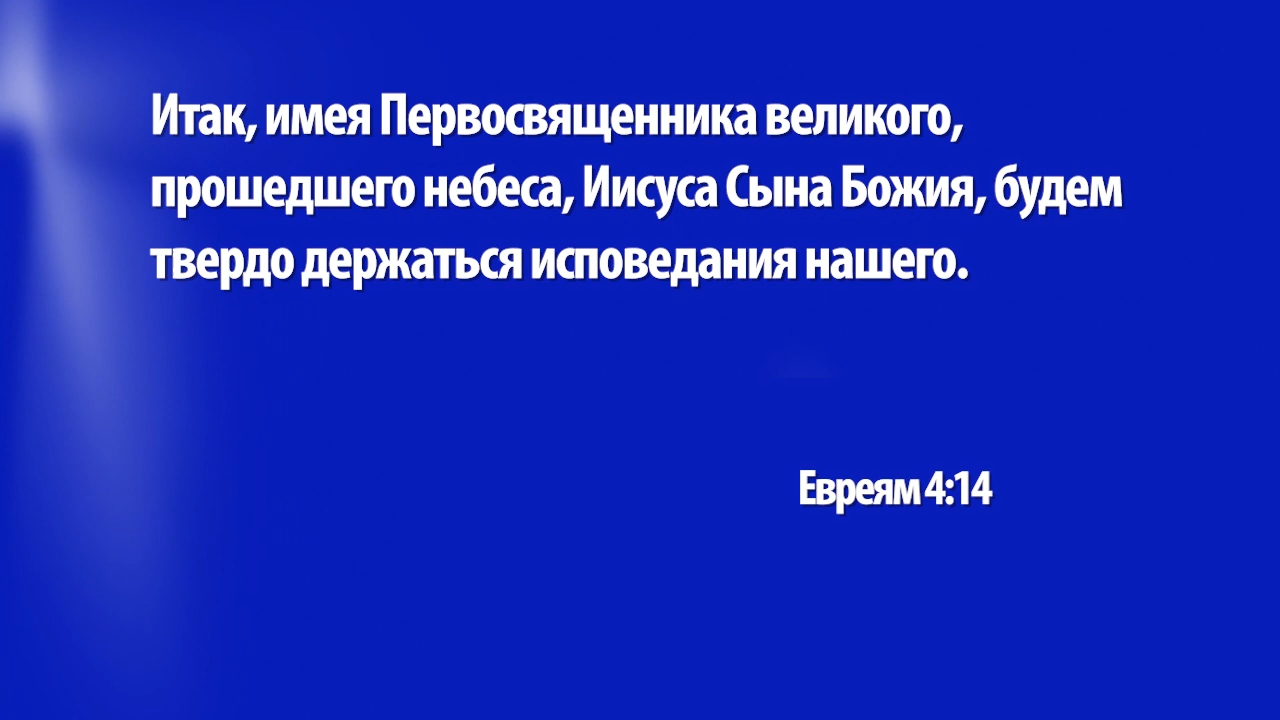 Итак, имея Первосвященника великого,
прошедшего небеса, Иисуса Сына Божия, будем
твердо держаться исповедания нашего.
Евреям 4:14